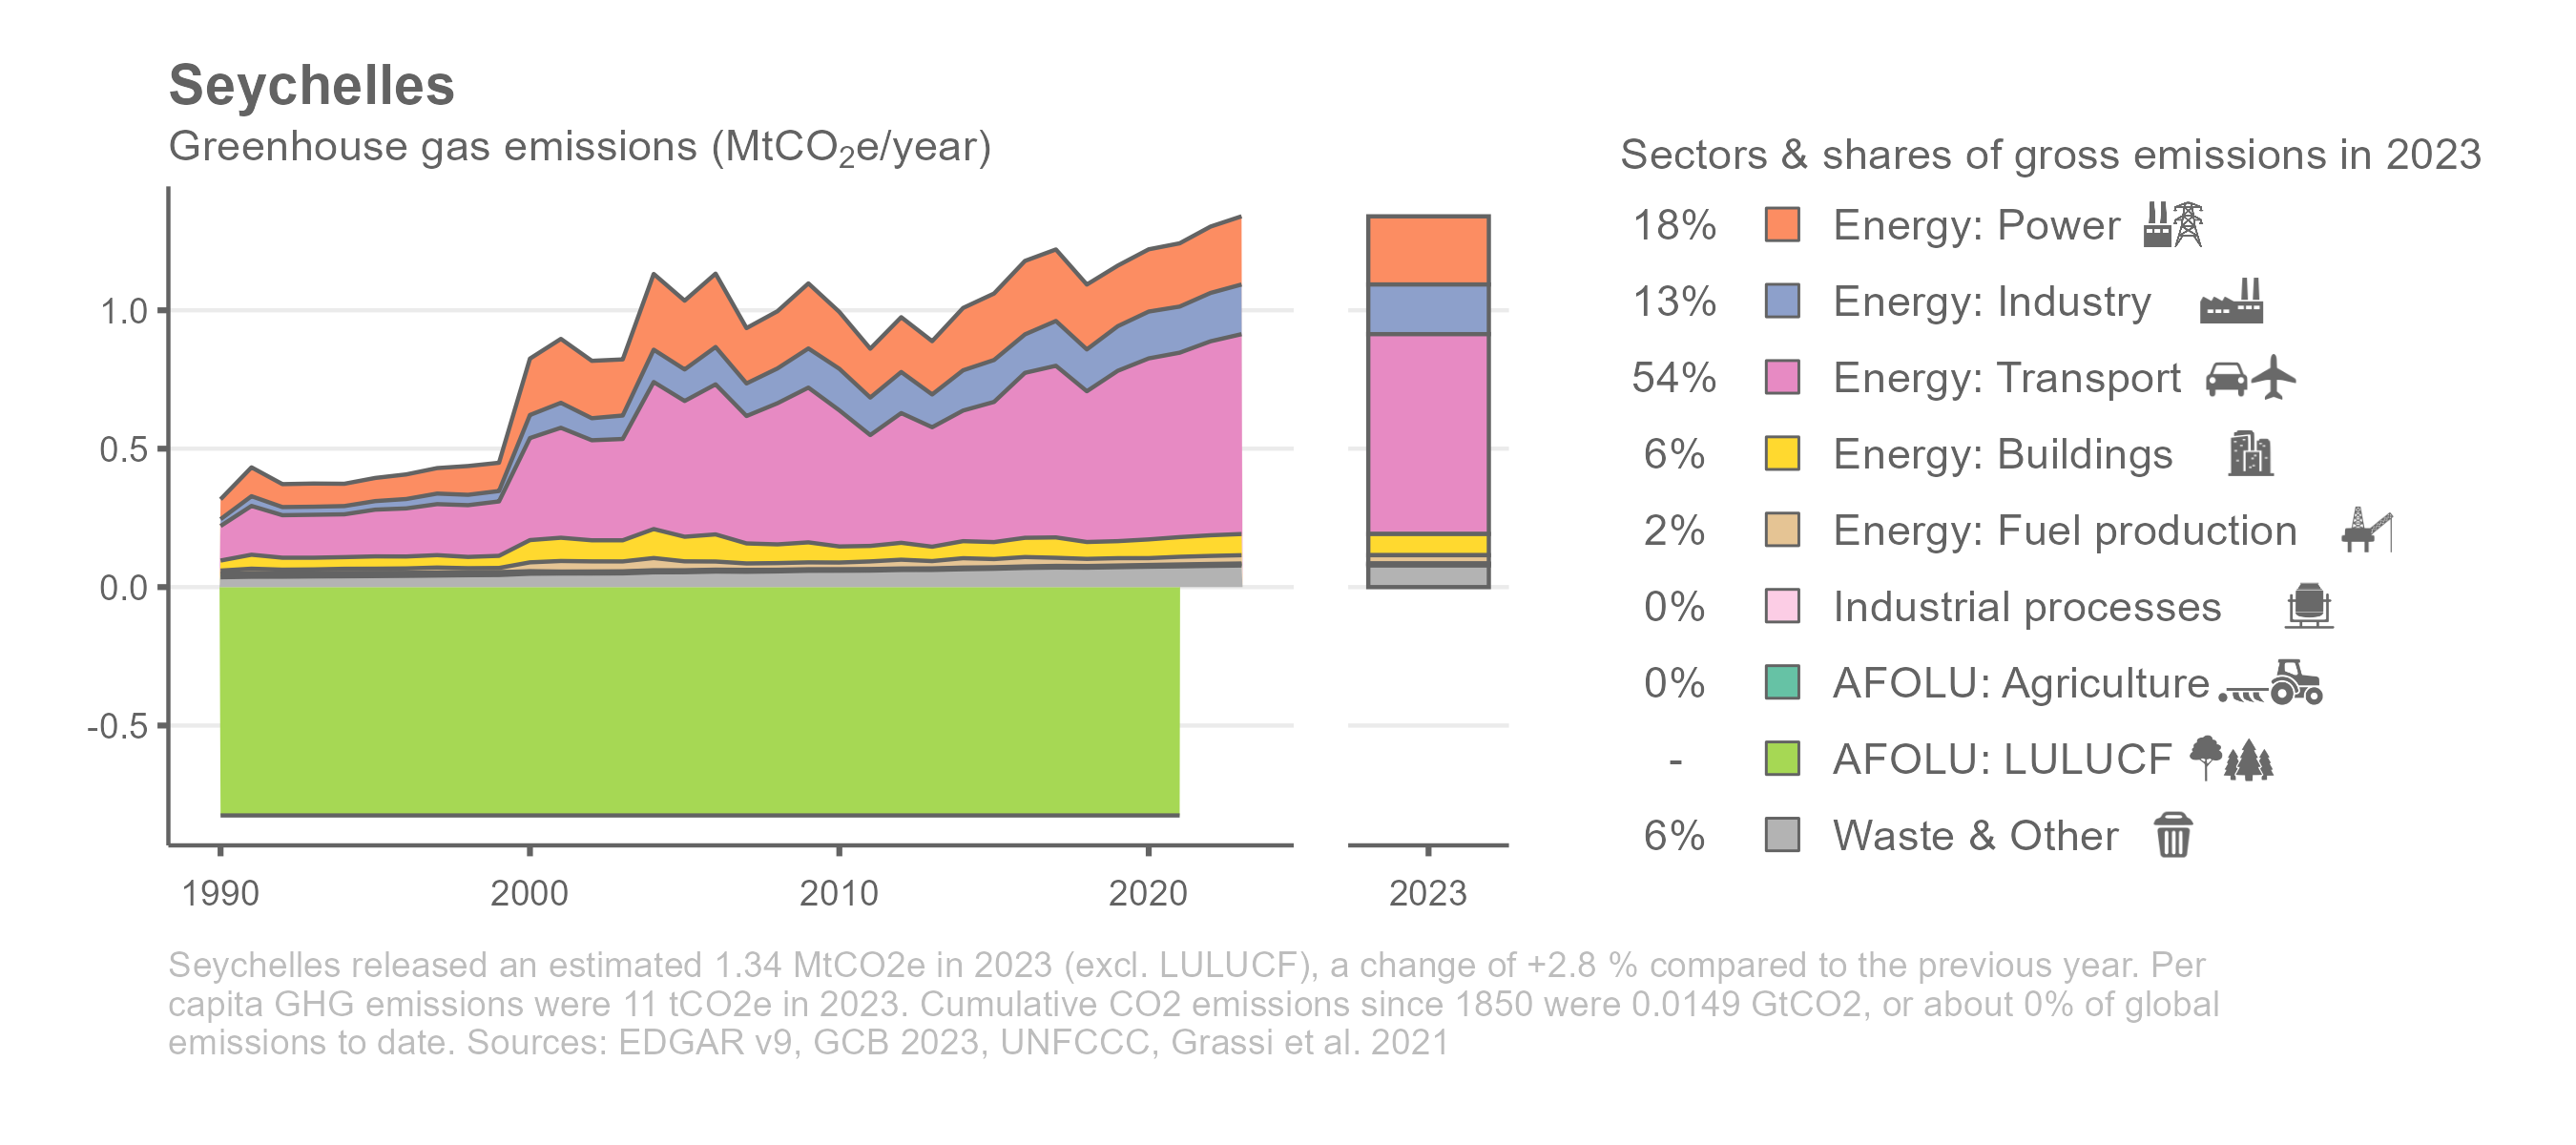 Seychelles
Greenhouse gas emissions (MtCO₂e/year)
1.0
0.5
0.0
-0.5
1990 2000 2010 2020 2023
Sectors & shares of gross emissions in 2023
18% Energy: Power
13% Energy: Industry
54% Energy: Transport
6% Energy: Buildings
2% Energy: Fuel production
0% Industrial processes
0% AFOLU: Agriculture
- AFOLU: LULUCF
6% Waste & Other
Seychelles released an estimated 1.34 MtCO2e in 2023 (excl. LULUCF), a change of +2.8 % compared to the previous year. Per
capita GHG emissions were 11 tCO2e in 2023. Cumulative CO2 emissions since 1850 were 0.0149 GtCO2, or about 0% of global
emissions to date. Sources: EDGAR v9, GCB 2023, UNFCCC, Grassi et al. 2021